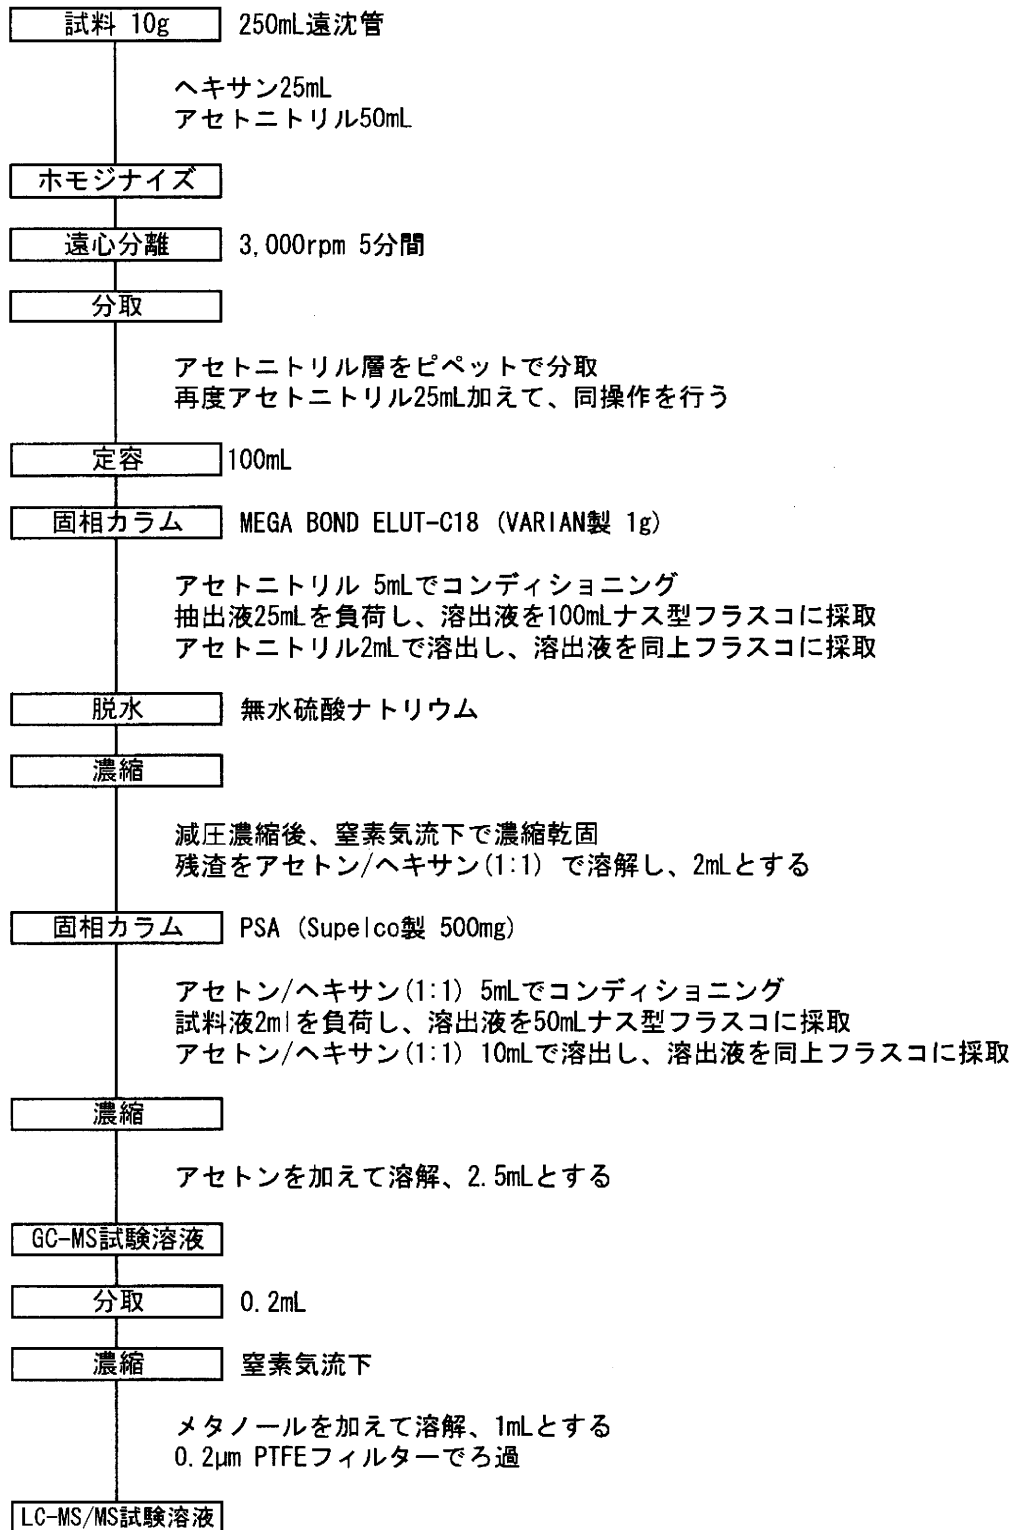 試料 10g 250mL遠沈管
ヘキサン25mL
アセトニトリル50mL
ホモジナイズ
遠心分離 3,000rpm 5分間
分取
アセトニトリル層をピペットで分取
再度アセトニトリル25mL加えて、同操作を行う
定容 100mL
固相カラム MEGA BOND ELUT-C18 (VARIAN製 1g)
アセトニトリル 5mLでコンディショニング
抽出液25mLを負荷し、溶出液を100mLナス型フラスコに採取
アセトニトリル2mLで溶出し、溶出液を同上フラスコに採取
脱水 無水硫酸ナトリウム
濃縮
減圧濃縮後、窒素気流下で濃縮乾固
残渣をアセトン/ヘキサン(1:1) で溶解し、2mLとする
固相カラム PSA (Supelco製 500mg)
アセトン/ヘキサン(1:1) 5mLでコンディショニング
試料液2mlを負荷し、溶出液を50mLナス型フラスコに採取
アセトン/ヘキサン(1:1) 10mLで溶出し、溶出液を同上フラスコに採取
濃縮
アセトンを加えて溶解、2.5mLとする
GC-MS試験溶液
分取 0.2mL
濃縮 窒素気流下
メタノールを加えて溶解、1mLとする
0.2μm PTFEフィルターでろ過
LC-MS/MS試験溶液